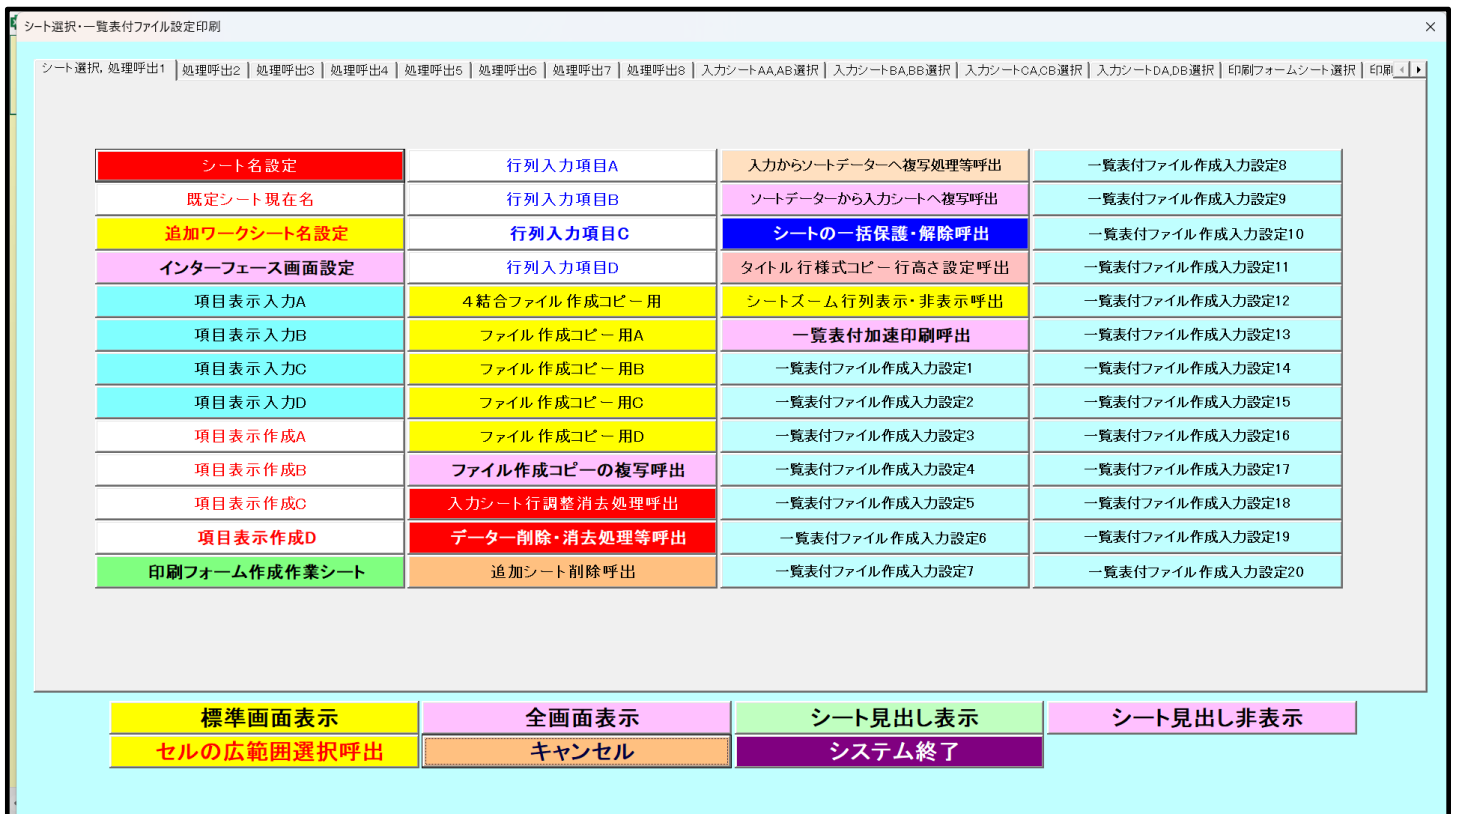 シート選択・一覧表付ファイル設定印刷
シート選択, 処理呼出1 処理呼出2 処理呼出3 処理呼出4 処理呼出5 処理呼出6 処理呼出7 処理呼出8 入力シートAA,AB選択 入力シートBA,BB選択 入力シートCA,CB選択 入力シートDA,DB選択 印刷フォームシート選択 印刷
シート名設定 行列入力項目A 入力からソートデーターへ複写処理等呼出 一覧表付ファイル作成入力設定8
既定シート現在名 行列入力項目B ソートデーターから入力シートへ複写呼出 一覧表付ファイル作成入力設定9
追加ワークシート名設定 行列入力項目C シートの一括保護・解除呼出 一覧表付ファイル作成入力設定10
インターフェース画面設定 行列入力項目D タイトル行様式コピー行高さ設定呼出 一覧表付ファイル作成入力設定11
項目表示入力A 4結合ファイル作成コピー用 シートズーム行列表示・非表示呼出 一覧表付ファイル作成入力設定12
項目表示入力B ファイル作成コピー用A 一覧表付加速印刷呼出 一覧表付ファイル作成入力設定13
項目表示入力C ファイル作成コピー用B 一覧表付ファイル作成入力設定1 一覧表付ファイル作成入力設定14
項目表示入力D ファイル作成コピー用C 一覧表付ファイル作成入力設定2 一覧表付ファイル作成入力設定15
項目表示作成A ファイル作成コピー用D 一覧表付ファイル作成入力設定3 一覧表付ファイル作成入力設定16
項目表示作成B ファイル作成コピーの複写呼出 一覧表付ファイル作成入力設定4 一覧表付ファイル作成入力設定17
項目表示作成C 入力シート行調整消去処理呼出 一覧表付ファイル作成入力設定5 一覧表付ファイル作成入力設定18
項目表示作成D データー削除・消去処理等呼出 一覧表付ファイル作成入力設定6 一覧表付ファイル作成入力設定19
印刷フォーム作成作業シート 追加シート削除呼出 一覧表付ファイル作成入力設定7 一覧表付ファイル作成入力設定20
標準画面表示 全画面表示 シート見出し表示 シート見出し非表示
セルの広範囲選択呼出 キャンセル システム終了